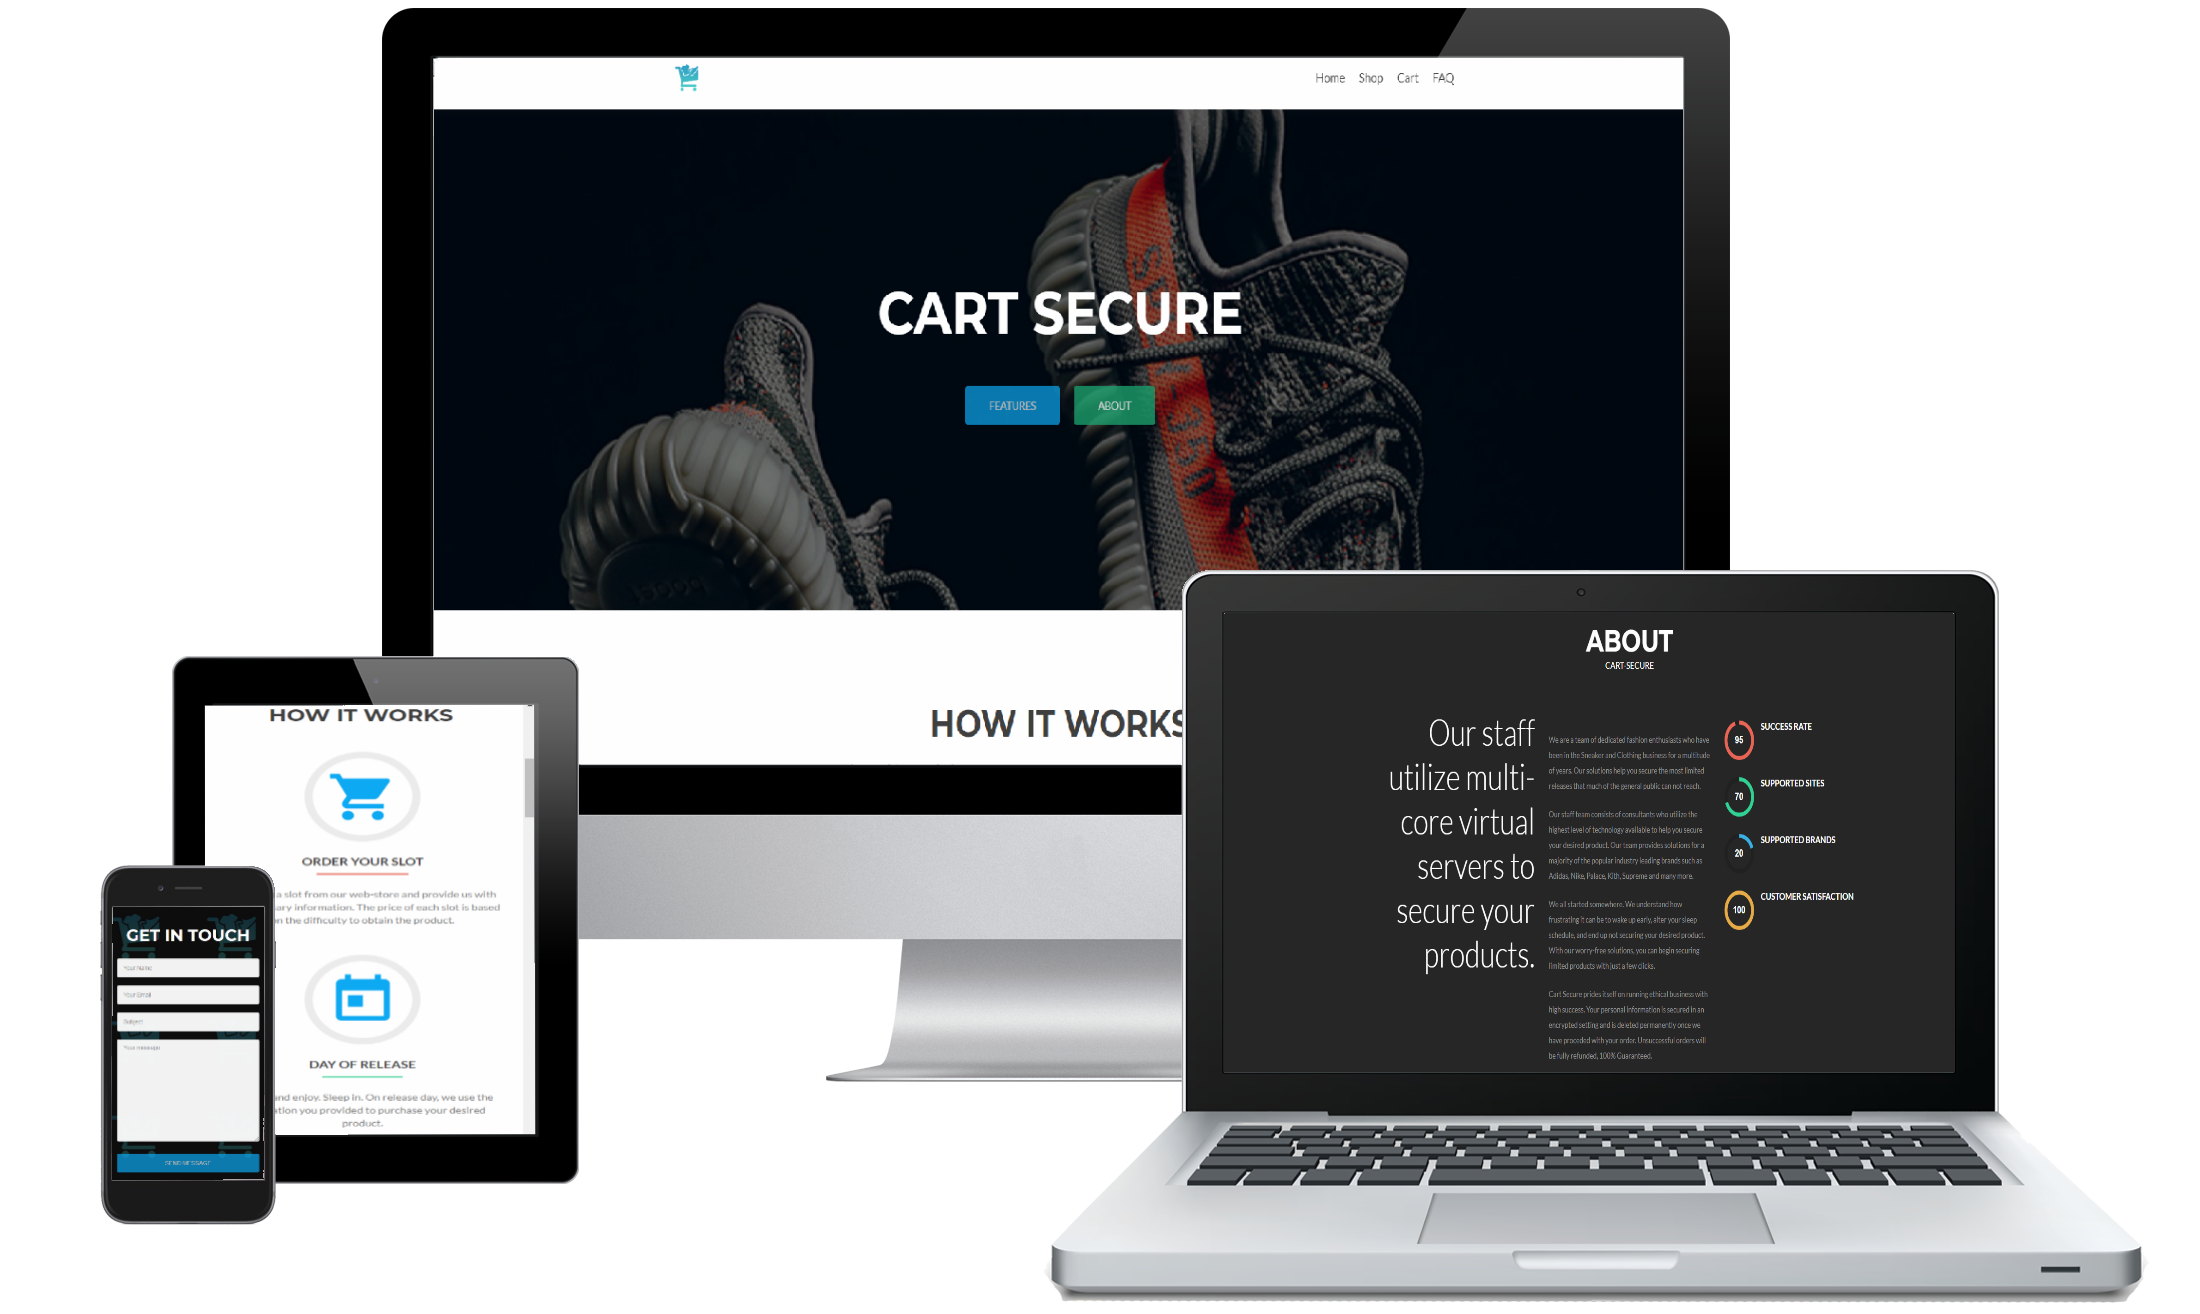 Home Shop Cart FAQ
CART SECURE
FEATURES ABOUT
HOW IT WORKS
HOW IT WORKS
ORDER YOUR SLOT
a slot from our web-store and provide us with
ary information. The price of each slot is based
n the difficulty to obtain the product.
DAY OF RELEASE
nd enjoy. Sleep in. On release day, we use the
tion you provided to purchase your desired
product.
GET IN TOUCH
Your Name
Your Email
Subject
Your message
SEND MESSAGE
ABOUT
CART SECURE
Our staff
utilize multi-
core virtual
servers to
secure your
products.
We are a team of dedicated fashion enthusiasts who have
been in the Sneaker and Clothing business for a multitude
of years. Our solutions help you secure the most limited
releases that much of the general public can not reach.
Our staff team consists of consultants who utilize the
highest level of technology available to help you secure
your desired product. Our team provides solutions for a
majority of the popular industry leading brands such as
Adidas, Nike, Palace, Kith, Supreme and many more.
We all started somewhere. We understand how
frustrating it can be to wake up early, alter your sleep
schedule, and end up not securing your desired product.
With our worry-free solutions, you can begin securing
limited products with just a few clicks.
Cart Secure prides itself on running ethical business with
high success. Your personal information is secured in an
encrypted setting and is deleted permanently once we
have proceded with your order. Unsuccessful orders will
be fully refunded, 100% Guaranteed.
95 SUCCESS RATE
70 SUPPORTED SITES
20 SUPPORTED BRANDS
100 CUSTOMER SATISFACTION